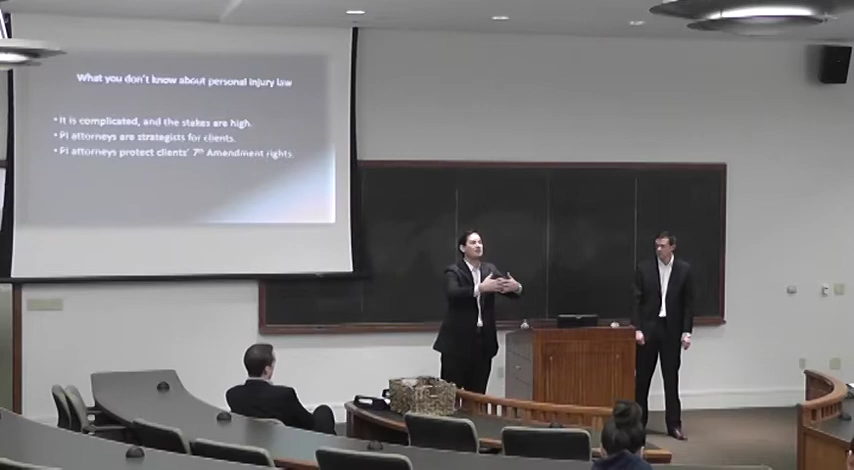 What you don't know about personal injury law
• It is complicated, and the stakes are high.
• PI attorneys are strategists for clients.
• PI attorneys protect clients' 7th Amendment rights.